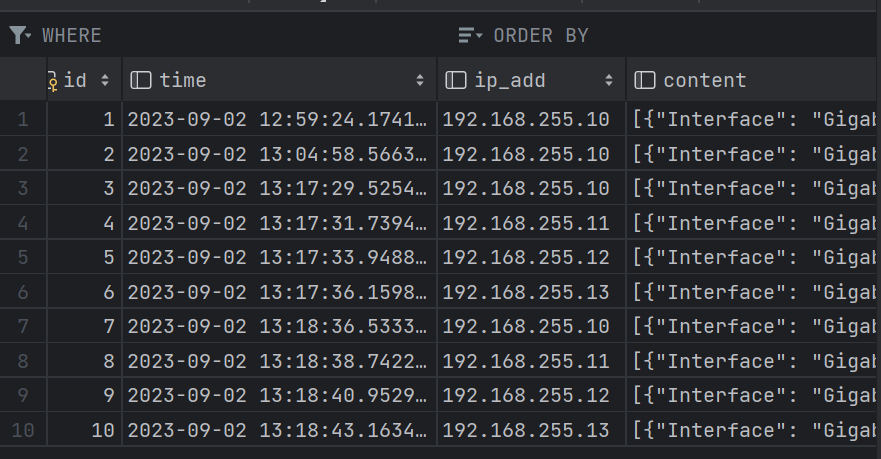 WHERE ORDER BY
id time ip_add content
1 1 2023-09-02 12:59:24.1741… 192.168.255.10 [{"Interface": "Gigab
2 2 2023-09-02 13:04:58.5663… 192.168.255.10 [{"Interface": "Gigab
3 3 2023-09-02 13:17:29.5254… 192.168.255.10 [{"Interface": "Gigab
4 4 2023-09-02 13:17:31.7394… 192.168.255.11 [{"Interface": "Gigab
5 5 2023-09-02 13:17:33.9488… 192.168.255.12 [{"Interface": "Gigab
6 6 2023-09-02 13:17:36.1598… 192.168.255.13 [{"Interface": "Gigab
7 7 2023-09-02 13:18:36.5333… 192.168.255.10 [{"Interface": "Gigab
8 8 2023-09-02 13:18:38.7422… 192.168.255.11 [{"Interface": "Gigab
9 9 2023-09-02 13:18:40.9529… 192.168.255.12 [{"Interface": "Gigab
10 10 2023-09-02 13:18:43.1634… 192.168.255.13 [{"Interface": "Gigab